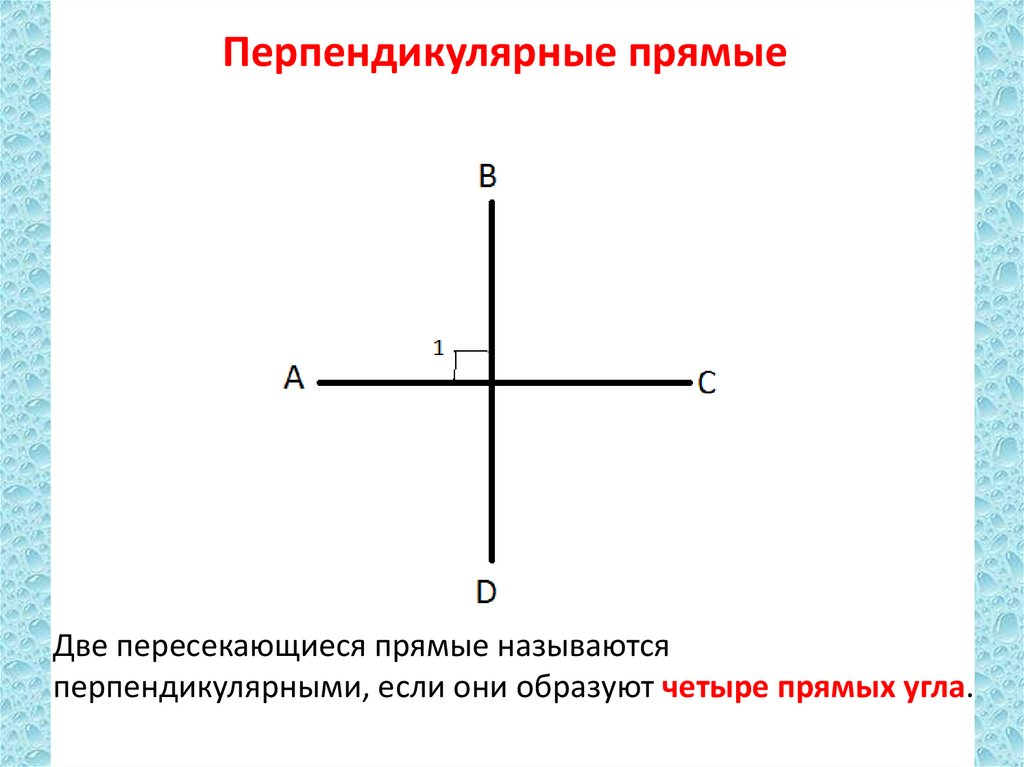 Перпендикулярные прямые
B
1
A
C
D
Две пересекающиеся прямые называются
перпендикулярными, если они образуют четыре прямых угла.